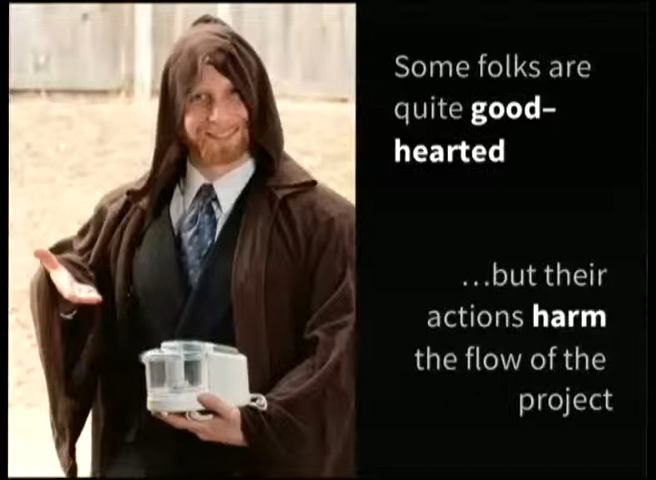 Some folks are
quite good–
hearted
...but their
actions harm
the flow of the
project